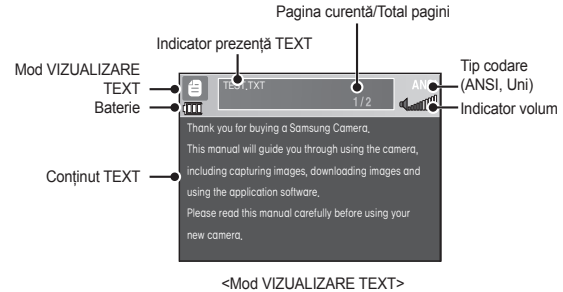 Pagina curentă/Total pagini
Indicator prezență TEXT
Mod VIZUALIZARE
TEXT
Baterie
Conținut TEXT
TEST.TXT
1/2
Tip codare
(ANSI, Uni)
Indicator volum
Thank you for buying a Samsung Camera.
This manual will guide you through using the camera,
including capturing images, downloading images and
using the application software.
Please read this manual carefully before using your
new camera.
<Mod VIZUALIZARE TEXT>